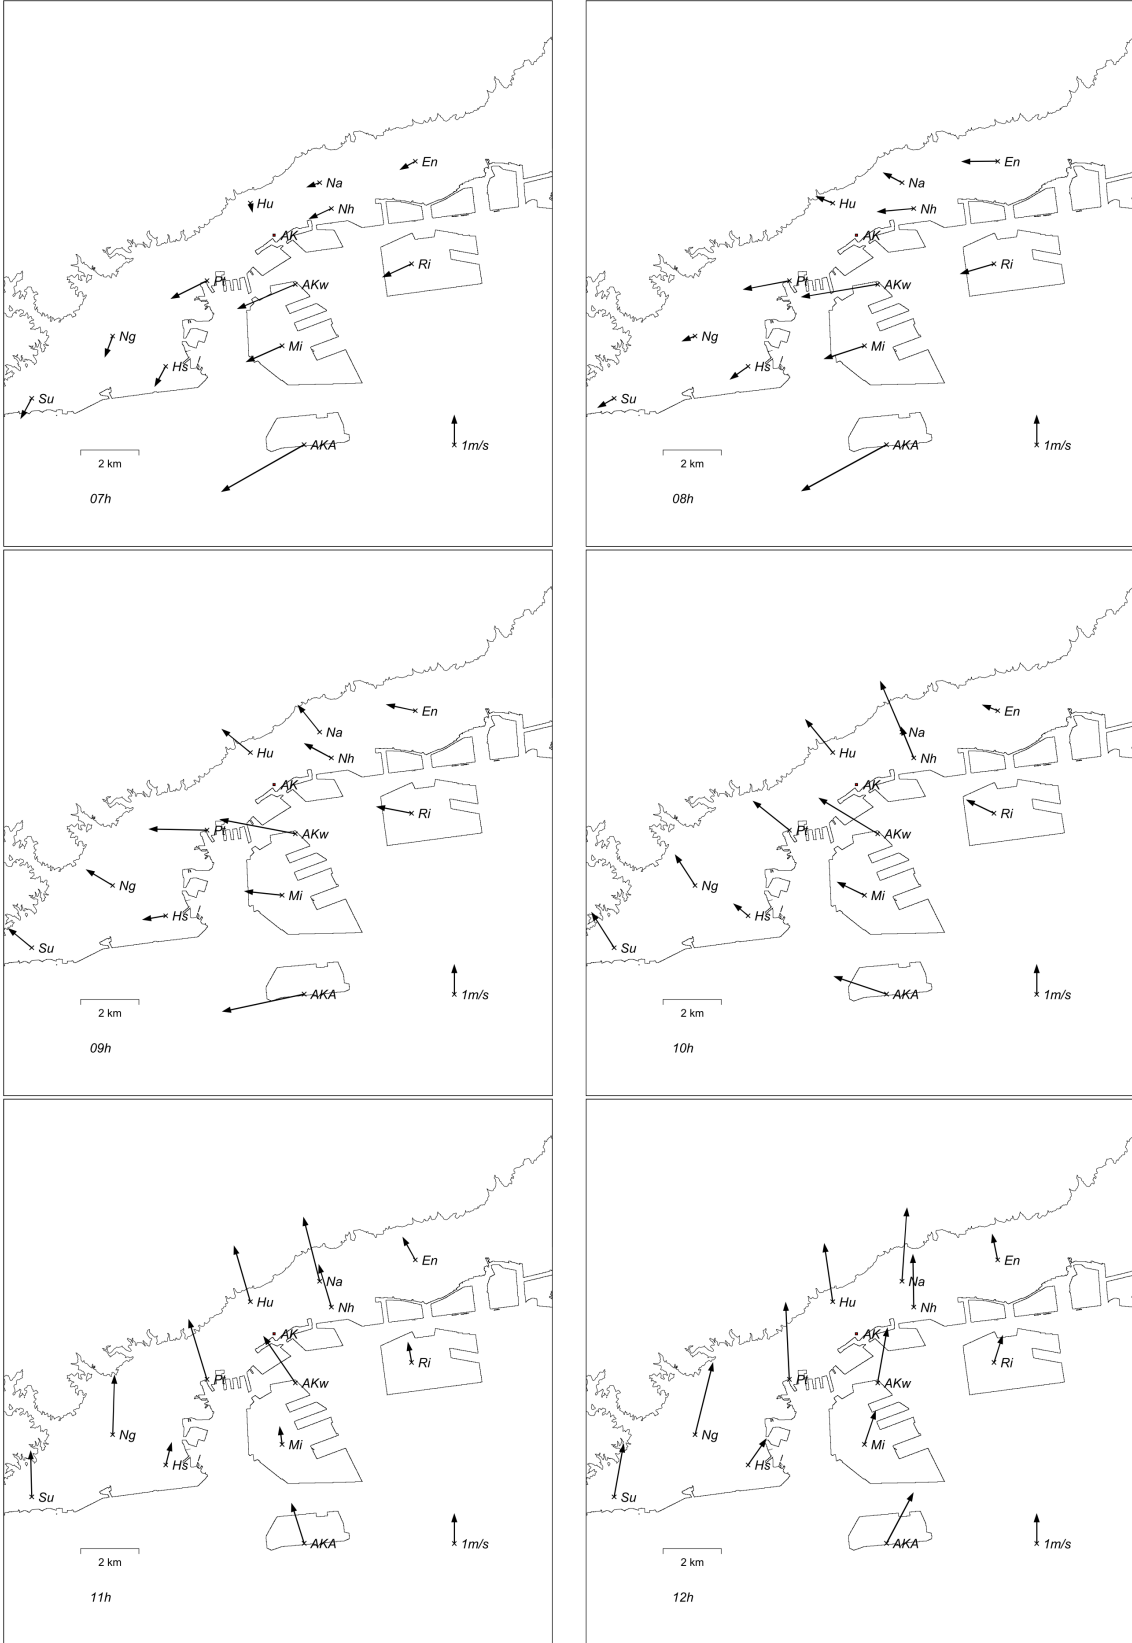 En
Na
Hu
Nh
AK
Ri
Pt
AKw
Ng
Mi
Hs
Su
AKA
1m/s
2 km
07h
En
Na
Hu
Nh
AK
Ri
Pt
AKw
Ng
Mi
Hs
Su
AKA
1m/s
2 km
08h
En
Na
Hu
Nh
AK
Ri
Pt
AKw
Ng
Mi
Hs
Su
AKA
1m/s
2 km
09h
En
Na
Hu
Nh
AK
Ri
Pt
AKw
Ng
Mi
Hs
Su
AKA
1m/s
2 km
10h
En
Na
Hu
Nh
AK
Ri
Pt
AKw
Ng
Mi
Hs
Su
AKA
1m/s
2 km
11h
En
Na
Hu
Nh
AK
Ri
Pt
AKw
Ng
Mi
Hs
Su
AKA
1m/s
2 km
12h